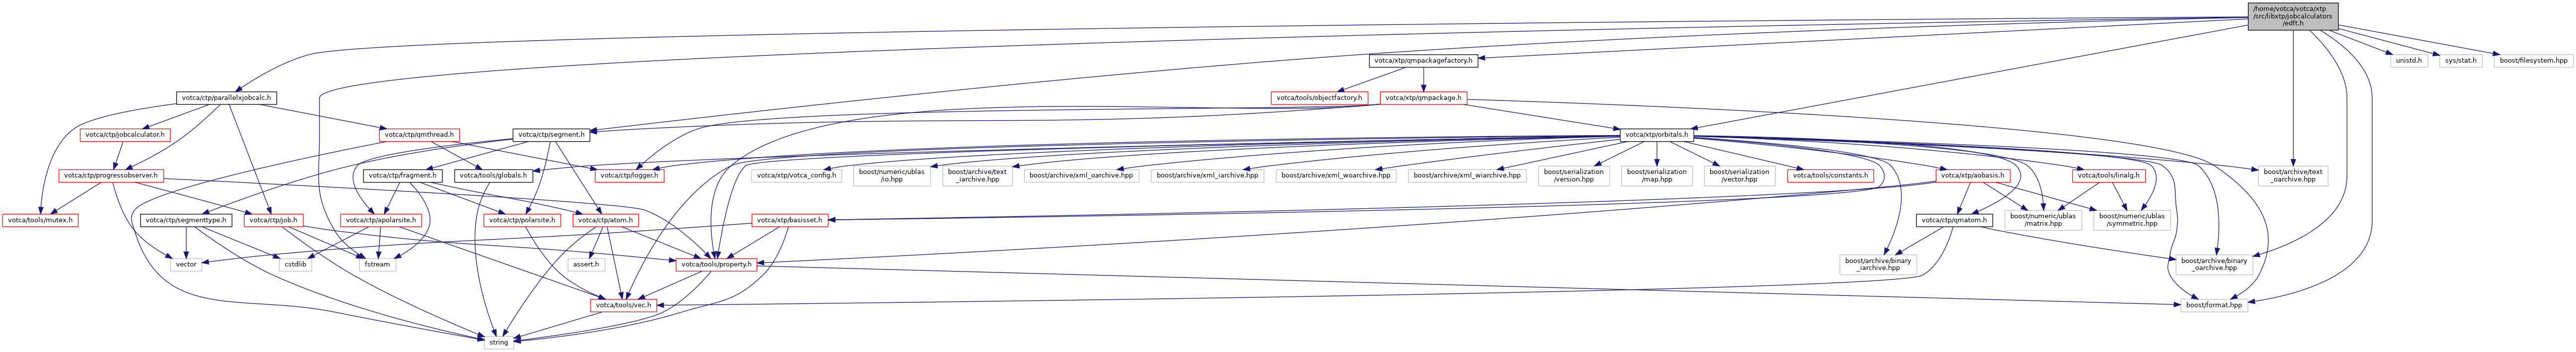 /home/votca/votca/xtp
/src/libxtp/jobcalculators
/edft.h
votca/xtp/qmpackagefactory.h
unistd.h
sys/stat.h
boost/filesystem.hpp
votca/ctp/parallelxjobcalc.h
votca/tools/objectfactory.h
votca/xtp/qmpackage.h
votca/ctp/jobcalculator.h
votca/ctp/qmthread.h
votca/ctp/segment.h
votca/xtp/orbitals.h
votca/ctp/progressobserver.h
votca/ctp/fragment.h
votca/tools/globals.h
votca/ctp/logger.h
votca/xtp/votca_config.h
boost/numeric/ublas
/io.hpp
boost/archive/text
_iarchive.hpp
boost/archive/xml_oarchive.hpp
boost/archive/xml_iarchive.hpp
boost/archive/xml_woarchive.hpp
boost/archive/xml_wiarchive.hpp
boost/serialization
/version.hpp
boost/serialization
/map.hpp
boost/serialization
/vector.hpp
votca/tools/constants.h
votca/xtp/aobasis.h
votca/tools/linalg.h
boost/archive/text
_oarchive.hpp
votca/tools/mutex.h
votca/ctp/segmenttype.h
votca/ctp/job.h
votca/ctp/apolarsite.h
votca/ctp/polarsite.h
votca/ctp/atom.h
votca/xtp/basisset.h
votca/ctp/qmatom.h
boost/numeric/ublas
/matrix.hpp
boost/numeric/ublas
/symmetric.hpp
vector
cstdlib
fstream
assert.h
votca/tools/property.h
boost/archive/binary
_iarchive.hpp
boost/archive/binary
_oarchive.hpp
votca/tools/vec.h
boost/format.hpp
string